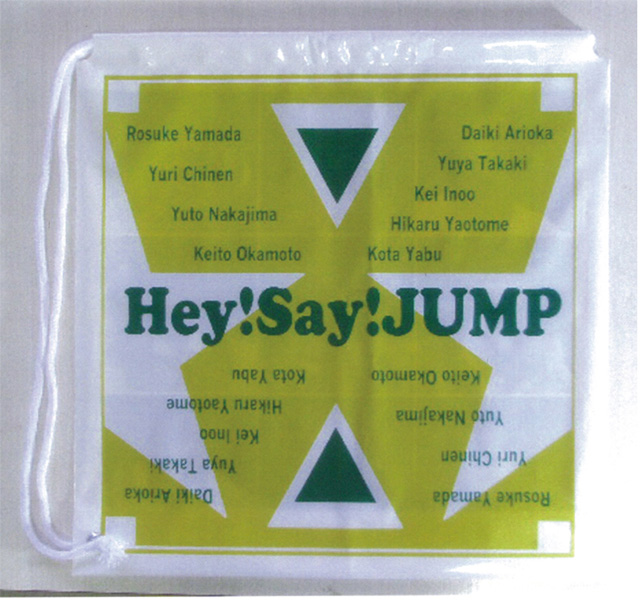 Rosuke Yamada
Yuri Chinen
Yuto Nakajima
Keito Okamoto
Daiki Arioka
Yuya Takaki
Kei Inoo
Hikaru Yaotome
Kota Yabu
Hey!Say!JUMP
Rosuke Yamada
Yuri Chinen
Yuto Nakajima
Keito Okamoto
Daiki Arioka
Yuya Takaki
Kei Inoo
Hikaru Yaotome
Kota Yabu